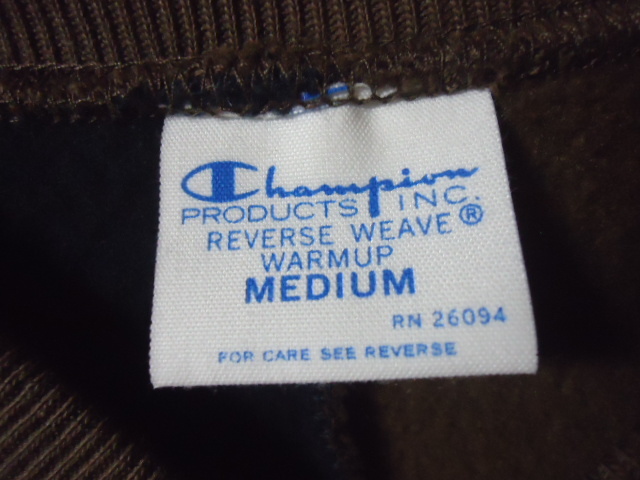 Champion
PRODUCTS INC.
REVERSE WEAVE®
WARMUP
MEDIUM
RN 26094
FOR CARE SEE REVERSE